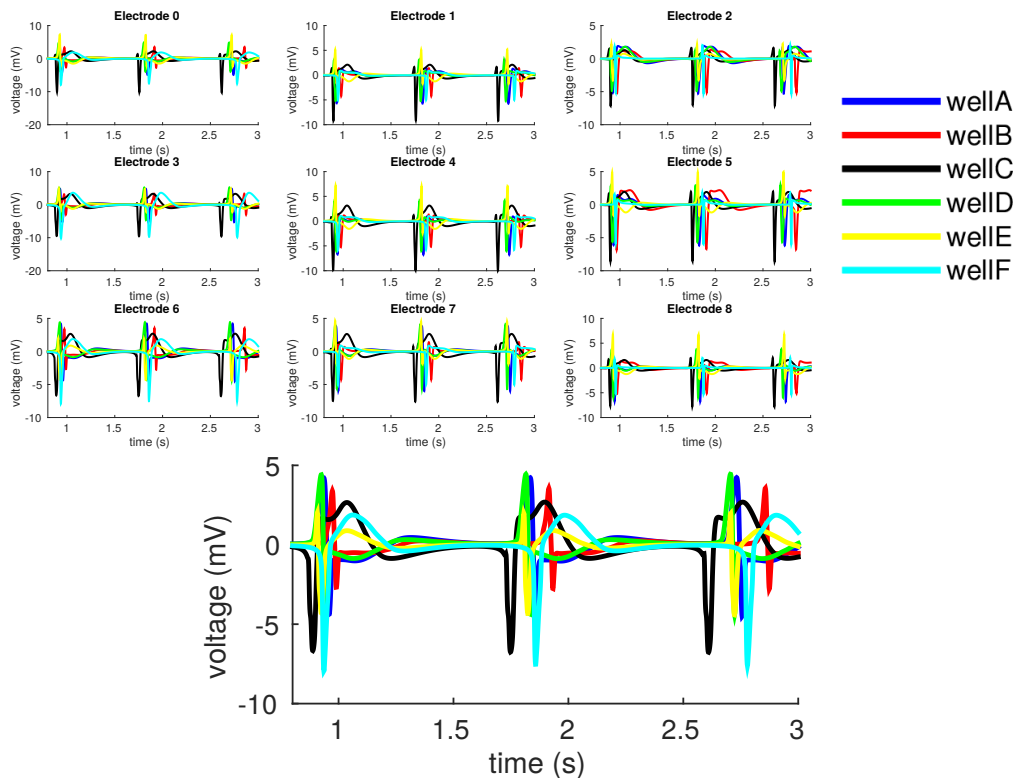 Electrode 0
Electrode 1
Electrode 2
10
0
-10
-20
voltage (mV)
1
1.5
2
2.5
3
time (s)
10
5
0
-5
-10
voltage (mV)
1
1.5
2
2.5
3
time (s)
5
0
-5
-10
voltage (mV)
1
1.5
2
2.5
3
time (s)
Electrode 3
Electrode 4
Electrode 5
10
0
-10
-20
voltage (mV)
1
1.5
2
2.5
3
time (s)
10
5
0
-5
-10
voltage (mV)
1
1.5
2
2.5
3
time (s)
5
0
-5
-10
voltage (mV)
1
1.5
2
2.5
3
time (s)
Electrode 6
Electrode 7
Electrode 8
5
0
-5
-10
voltage (mV)
1
1.5
2
2.5
3
time (s)
5
0
-5
-10
voltage (mV)
1
1.5
2
2.5
3
time (s)
10
5
0
-5
-10
voltage (mV)
1
1.5
2
2.5
3
time (s)
wellA
wellB
wellC
wellD
wellE
wellF
5
0
-5
-10
voltage (mV)
1
1.5
2
2.5
3
time (s)